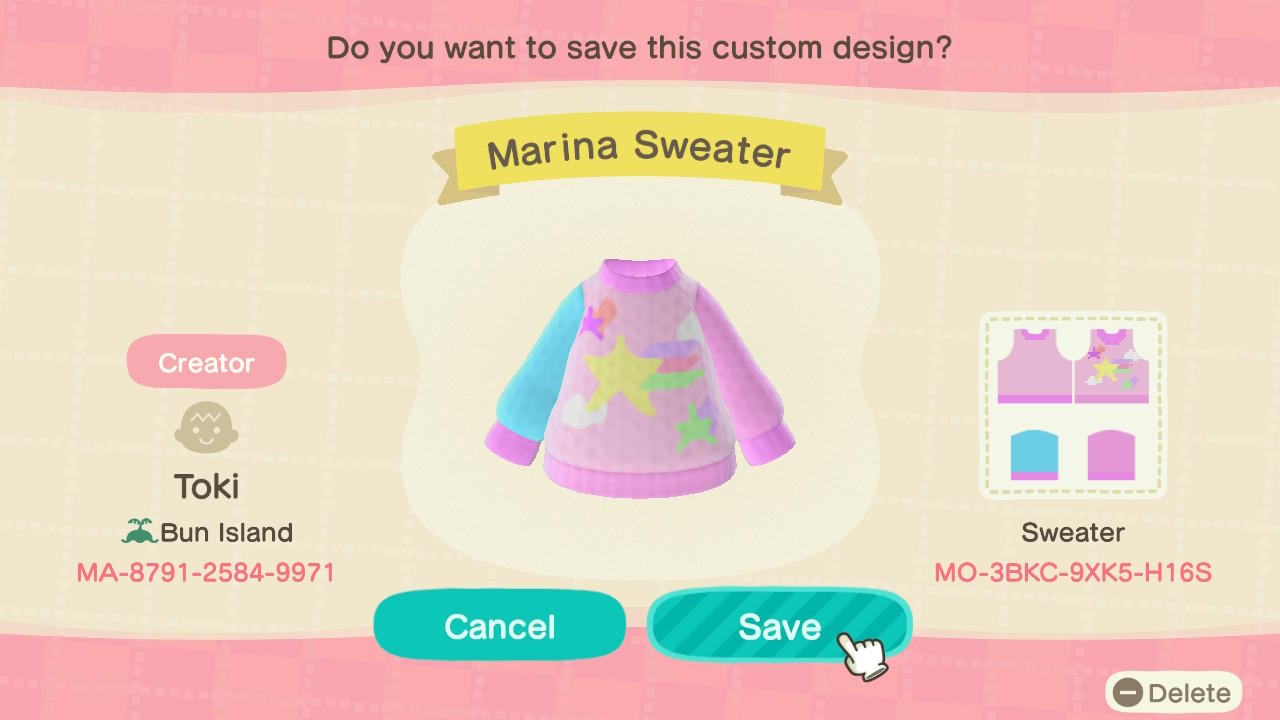 Do you want to save this custom design?
Marina Sweater
Creator
Toki
Bun Island
MA-8791-2584-9971
Sweater
MO-3BKC-9XK5-H16S
Cancel
Save
Delete